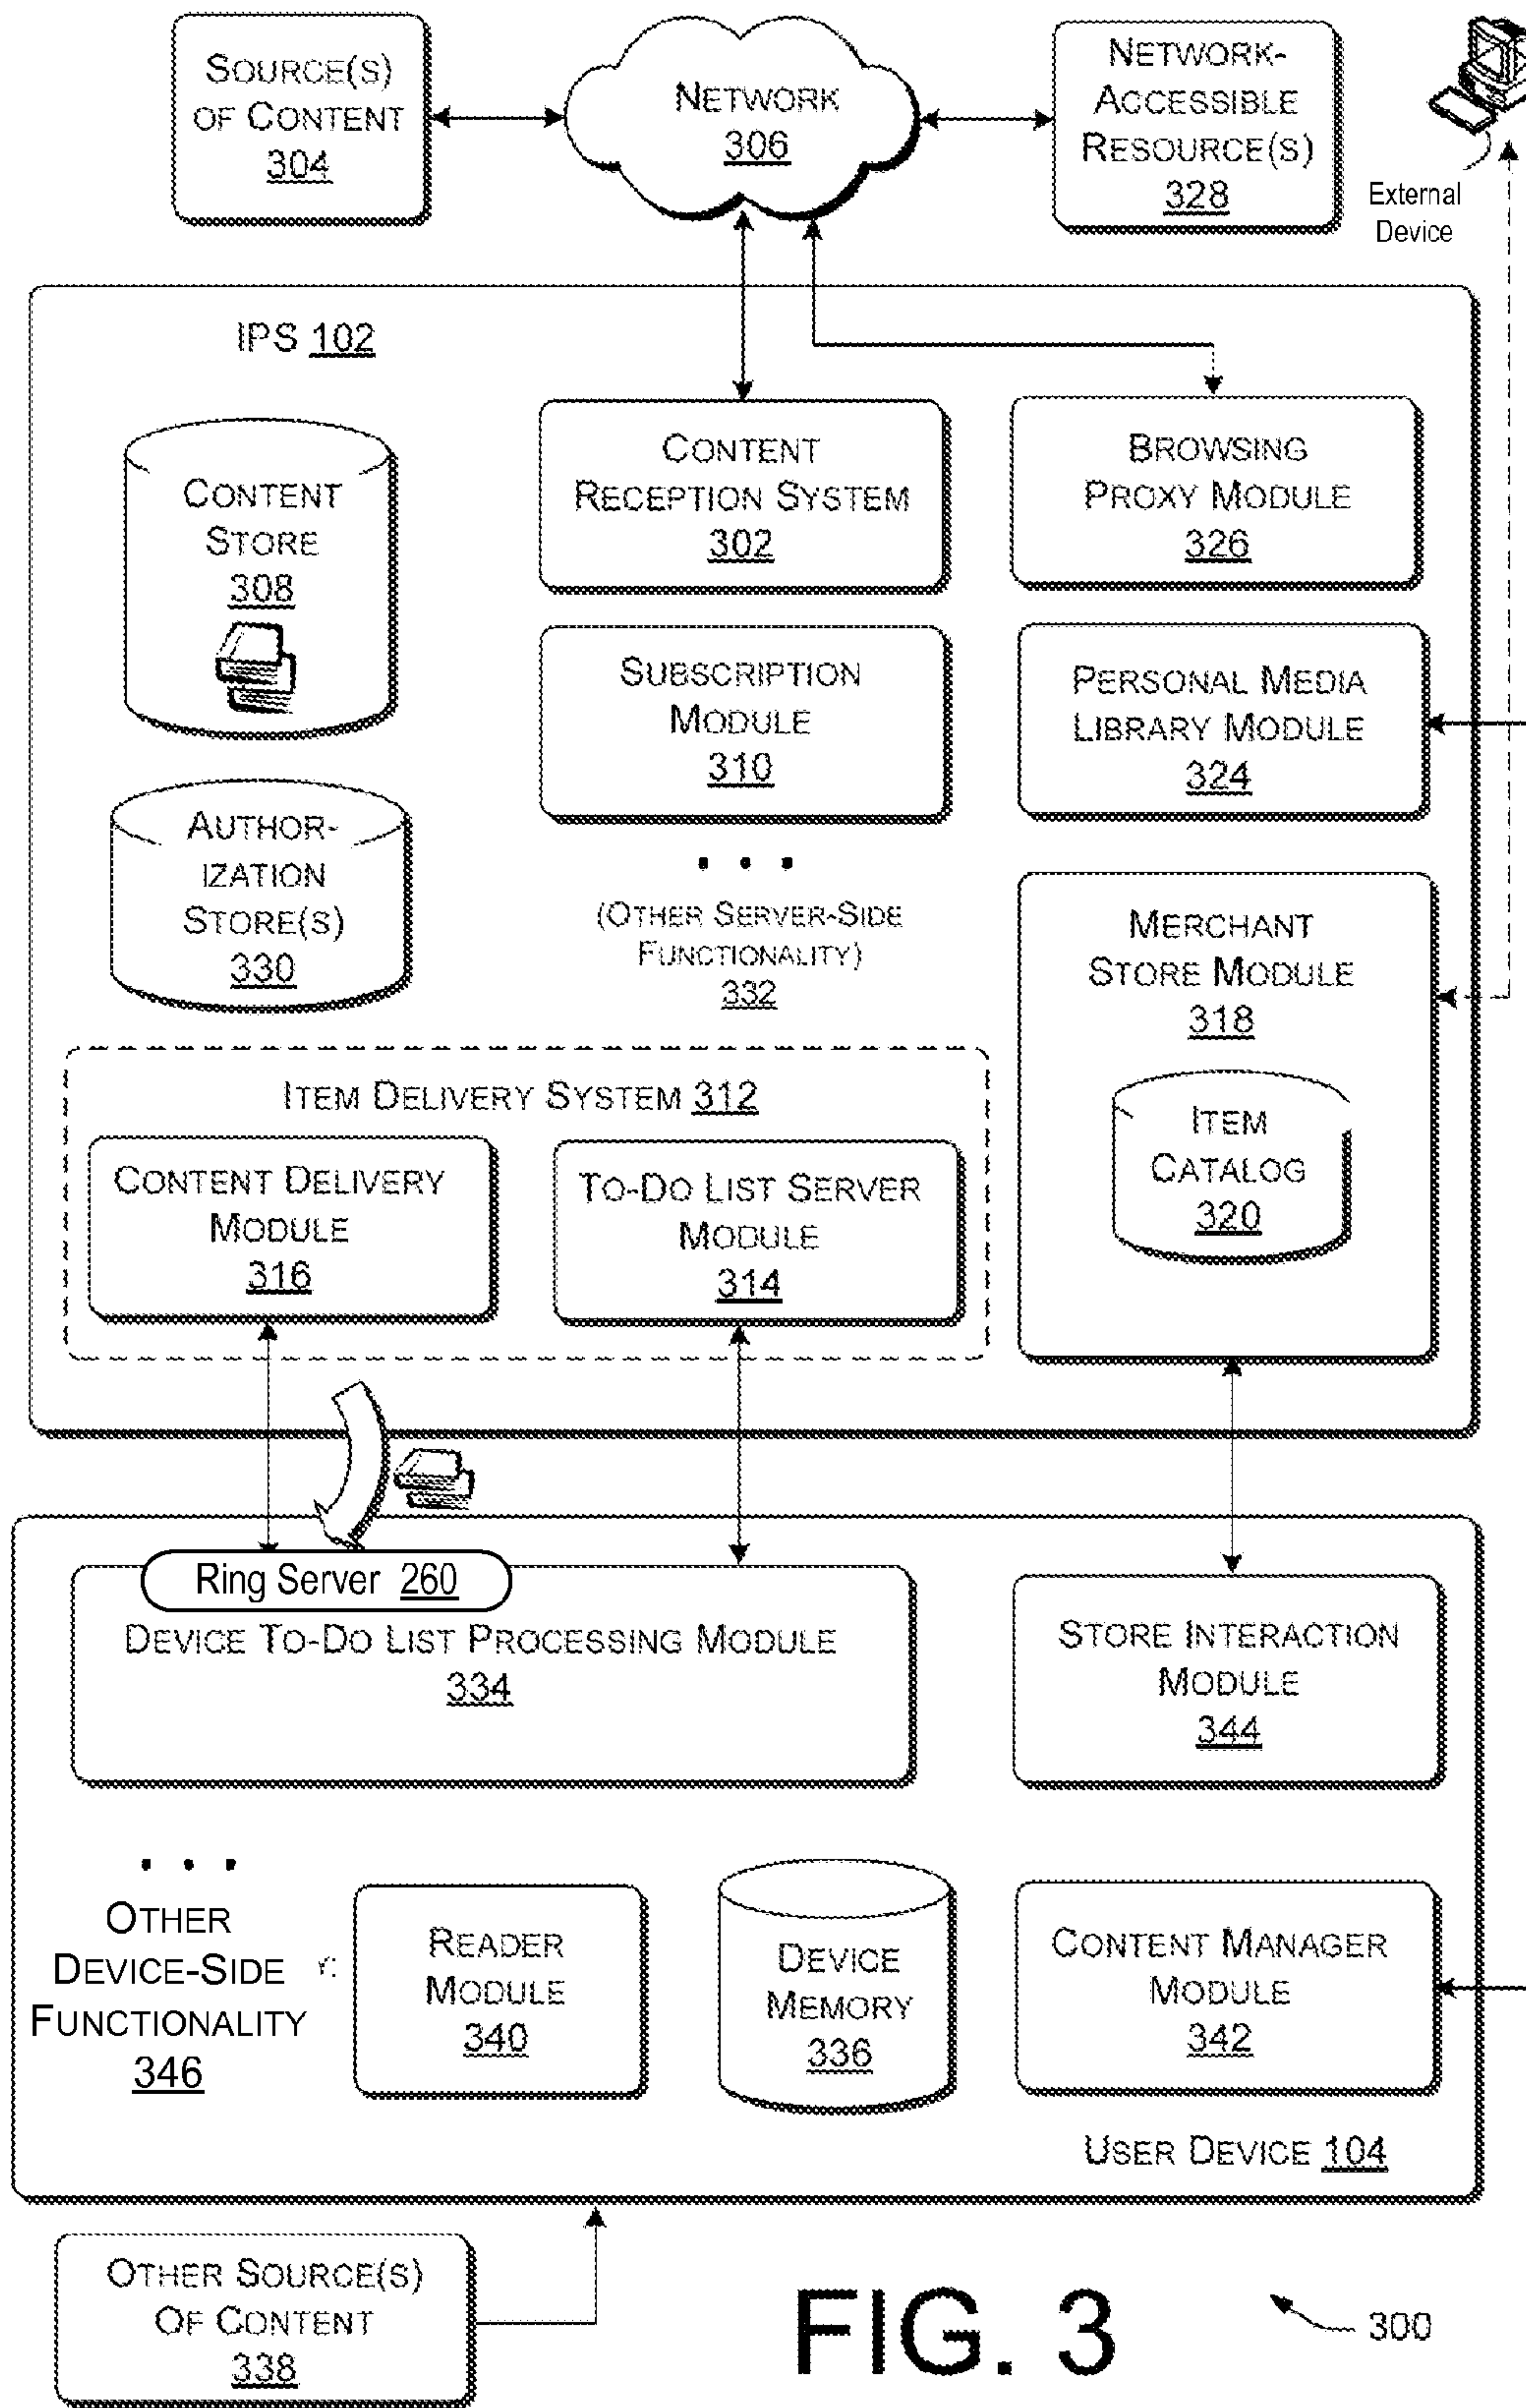 SOURCE(S)
OF CONTENT
304
NETWORK
306
NETWORK-
ACCESSIBLE
RESOURCE(S)
328
External
Device
IPS 102
CONTENT
STORE
308
CONTENT
RECEPTION SYSTEM
302
BROWSING
PROXY MODULE
326
SUBSCRIPTION
MODULE
310
PERSONAL MEDIA
LIBRARY MODULE
324
AUTHOR-
IZATION
STORE(S)
330
. . .
(OTHER SERVER-SIDE
FUNCTIONALITY)
332
MERCHANT
STORE MODULE
318
ITEM
CATALOG
320
ITEM DELIVERY SYSTEM 312
CONTENT DELIVERY
MODULE
316
TO-DO LIST SERVER
MODULE
314
Ring Server 260
DEVICE TO-DO LIST PROCESSING MODULE
334
STORE INTERACTION
MODULE
344
. . .
OTHER
DEVICE-SIDE
FUNCTIONALITY
346
READER
MODULE
340
DEVICE
MEMORY
336
CONTENT MANAGER
MODULE
342
USER DEVICE 104
OTHER SOURCE(S)
OF CONTENT
338
FIG. 3
300